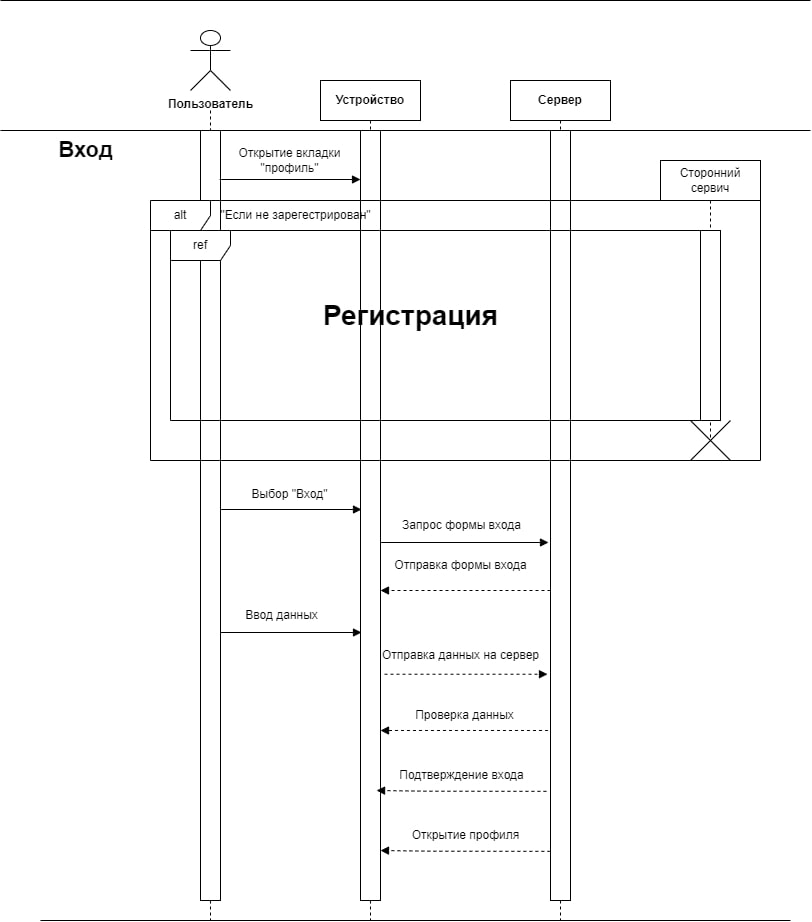 Пользователь
Устройство
Сервер
Вход
Открытие вкладки
"профиль"
Сторонний
сервич
alt
"Если не зарегестрирован"
ref
Регистрация
Выбор "Вход"
Запрос формы входа
Отправка формы входа
Ввод данных
Отправка данных на сервер
Проверка данных
Подтверждение входа
Открытие профиля